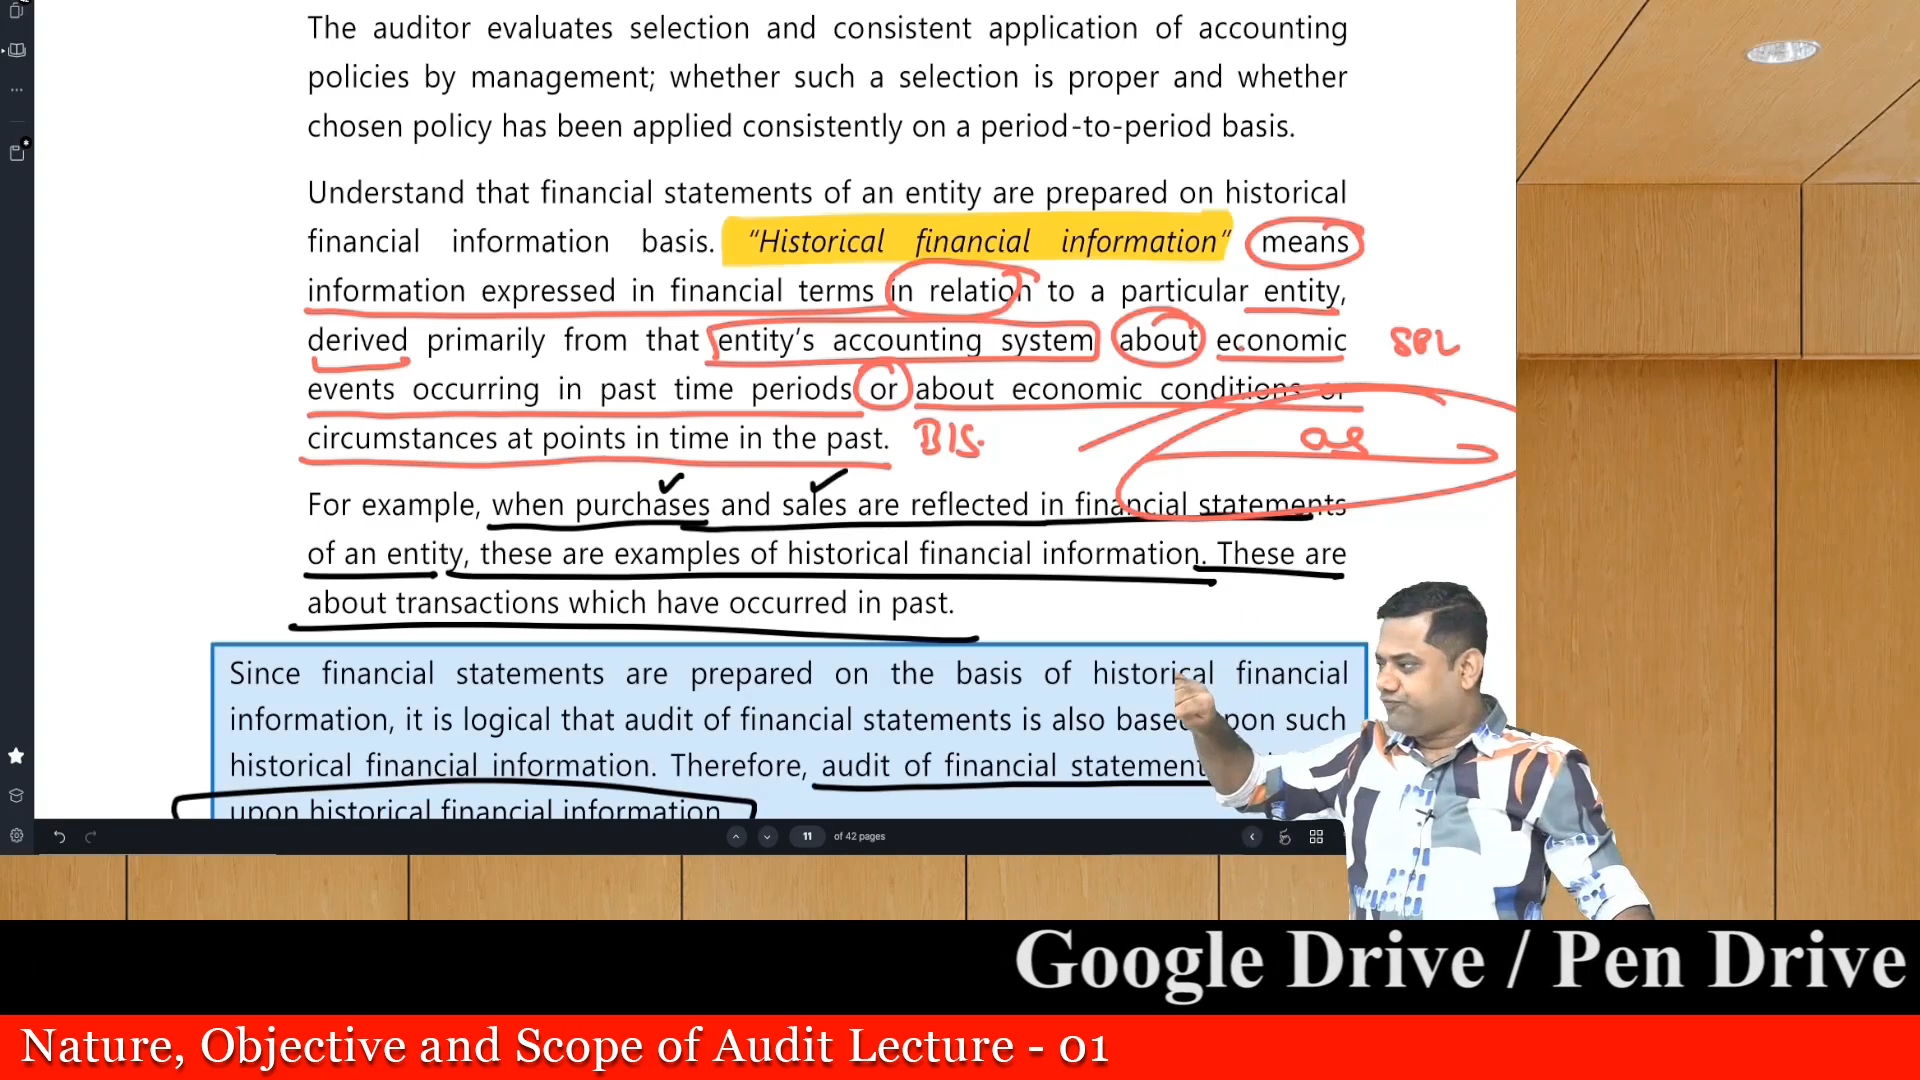 The auditor evaluates selection and consistent application of accounting
policies by management; whether such a selection is proper and whether
chosen policy has been applied consistently on a period-to-period basis.
Understand that financial statements of an entity are prepared on historical
financial information basis. “Historical financial information” means
information expressed in financial terms in relation to a particular entity,
derived primarily from that entity’s accounting system about economic
events occurring in past time periods or about economic conditions or
circumstances at points in time in the past. B/S.
For example, when purchases and sales are reflected in financial statements
of an entity, these are examples of historical financial information. These are
about transactions which have occurred in past.
Since financial statements are prepared on the basis of historical financial
information, it is logical that audit of financial statements is also based upon such
historical financial information. Therefore, audit of financial statement
upon historical financial information
11 of 42 pages
Google Drive / Pen Drive
Nature, Objective and Scope of Audit Lecture - 01